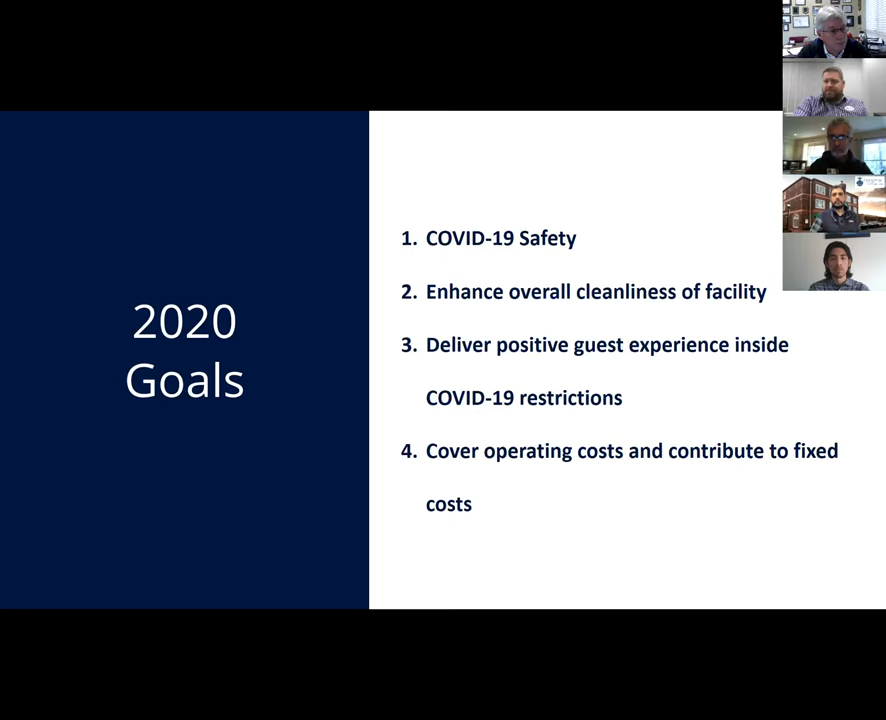 2020
Goals
1. COVID-19 Safety
2. Enhance overall cleanliness of facility
3. Deliver positive guest experience inside
COVID-19 restrictions
4. Cover operating costs and contribute to fixed
costs